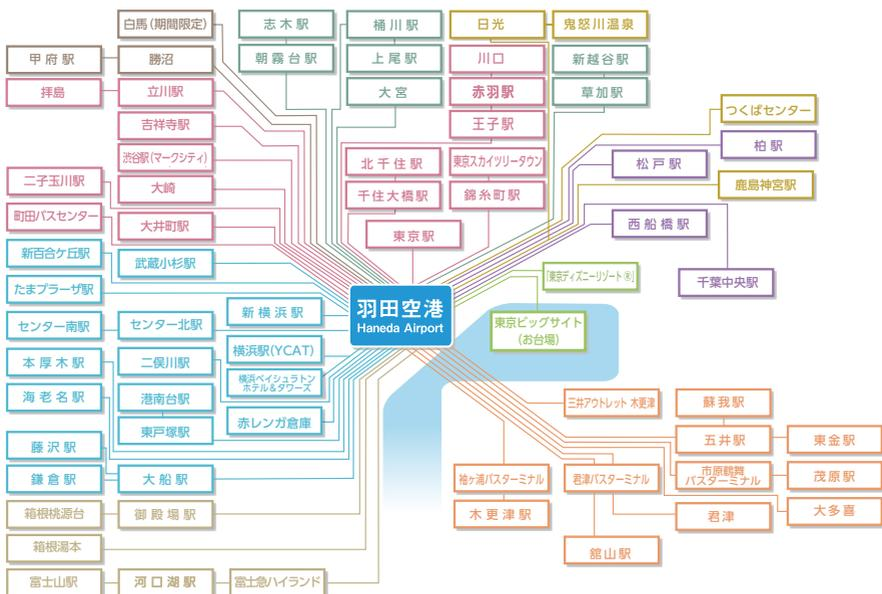 白馬(期間限定)
志木駅
桶川駅
日光
鬼怒川温泉
甲府駅
勝沼
朝霧台駅
上尾駅
川口
新越谷駅
拝島
立川駅
大宮
赤羽駅
草加駅
つくばセンター
吉祥寺駅
王子駅
柏駅
渋谷駅(マークシティ)
北千住駅
東京スカイツリータウン
松戸駅
二子玉川駅
大崎
千住大橋駅
錦糸町駅
鹿島神宮駅
町田バスセンター
大井町駅
東京駅
西船橋駅
新百合ケ丘駅
武蔵小杉駅
千葉中央駅
たまプラーザ駅
羽田空港
Haneda Airport
東京ディズニーリゾート®
センター南駅
センター北駅
新横浜駅
東京ビッグサイト
(お台場)
本厚木駅
二俣川駅
横浜駅(YCAT)
海老名駅
港南台駅
横浜ベイシェラトン
ホテル&タワーズ
三井アウトレット 木更津
蘇我駅
藤沢駅
東戸塚駅
赤レンガ倉庫
五井駅
東金駅
鎌倉駅
大船駅
袖ヶ浦バスターミナル
君津バスターミナル
市原鶴舞
バスターミナル
茂原駅
箱根桃源台
御殿場駅
木更津駅
君津
大多喜
箱根湯本
舘山駅
富士山駅
河口湖駅
富士急ハイランド